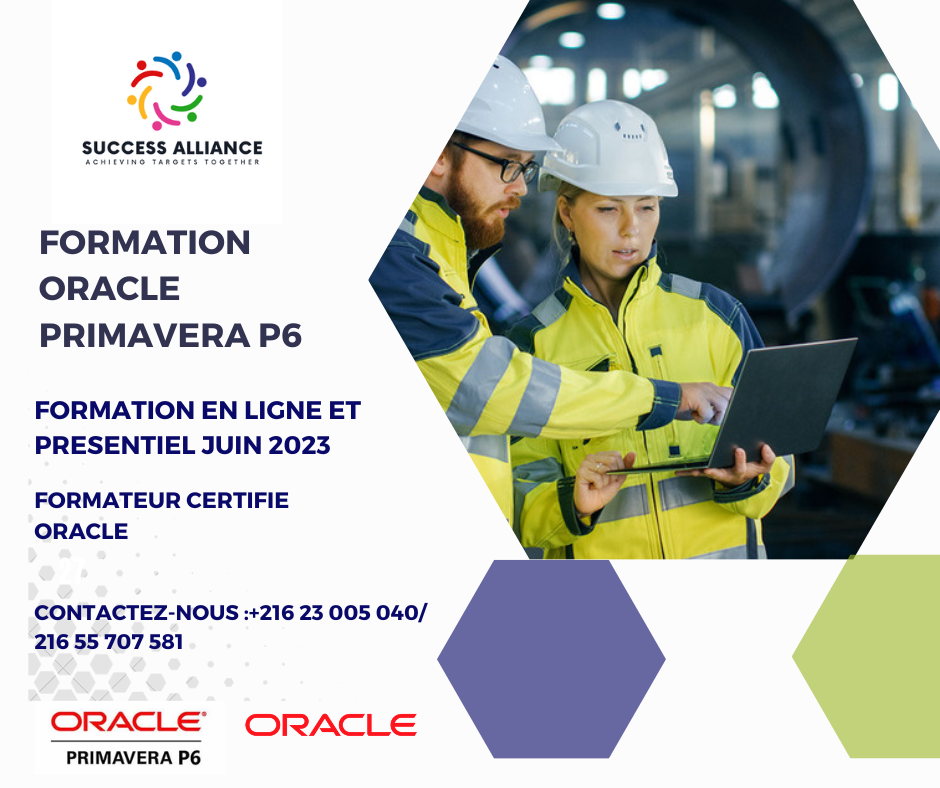 SUCCESS ALLIANCE
ACHIEVING TARGETS TOGETHER
FORMATION
ORACLE
PRIMAVERA P6
FORMATION EN LIGNE ET
PRESENTIEL JUIN 2023
FORMATEUR CERTIFIE
ORACLE
CONTACTEZ-NOUS :+216 23 005 040/
216 55 707 581
ORACLE®
PRIMAVERA P6
ORACLE